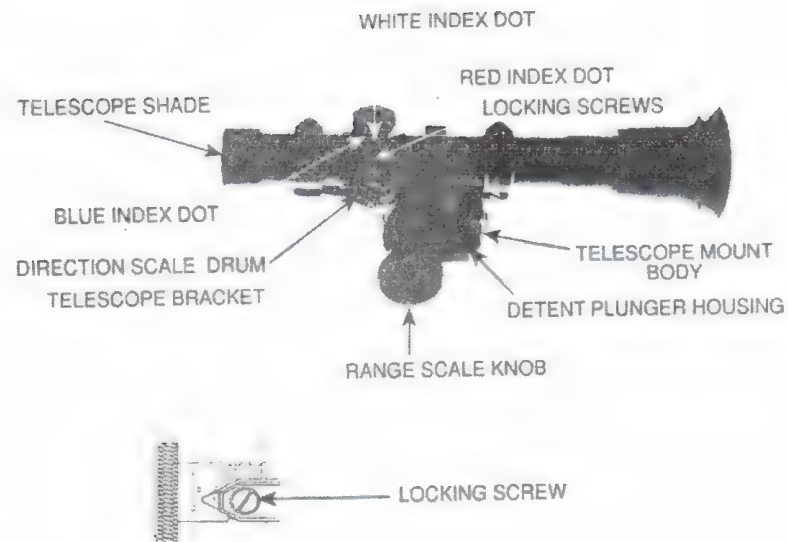 WHITE INDEX DOT
RED INDEX DOT
LOCKING SCREWS
TELESCOPE SHADE
BLUE INDEX DOT
DIRECTION SCALE DRUM
TELESCOPE BRACKET
TELESCOPE MOUNT
BODY
DETENT PLUNGER HOUSING
RANGE SCALE KNOB
LOCKING SCREW